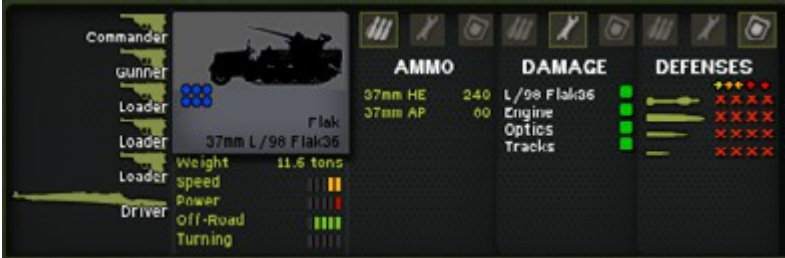 Commander
Gunner
Loader
Loader
Loader
Driver
Flak
37mm L/98 Flak36
Weight 11.6 tons
Speed
Power
Off-Road
Turning
AMMO
37mm HE 240
37mm AP 80
DAMAGE
L/98 Flak36
Engine
Optics
Tracks
DEFENSES